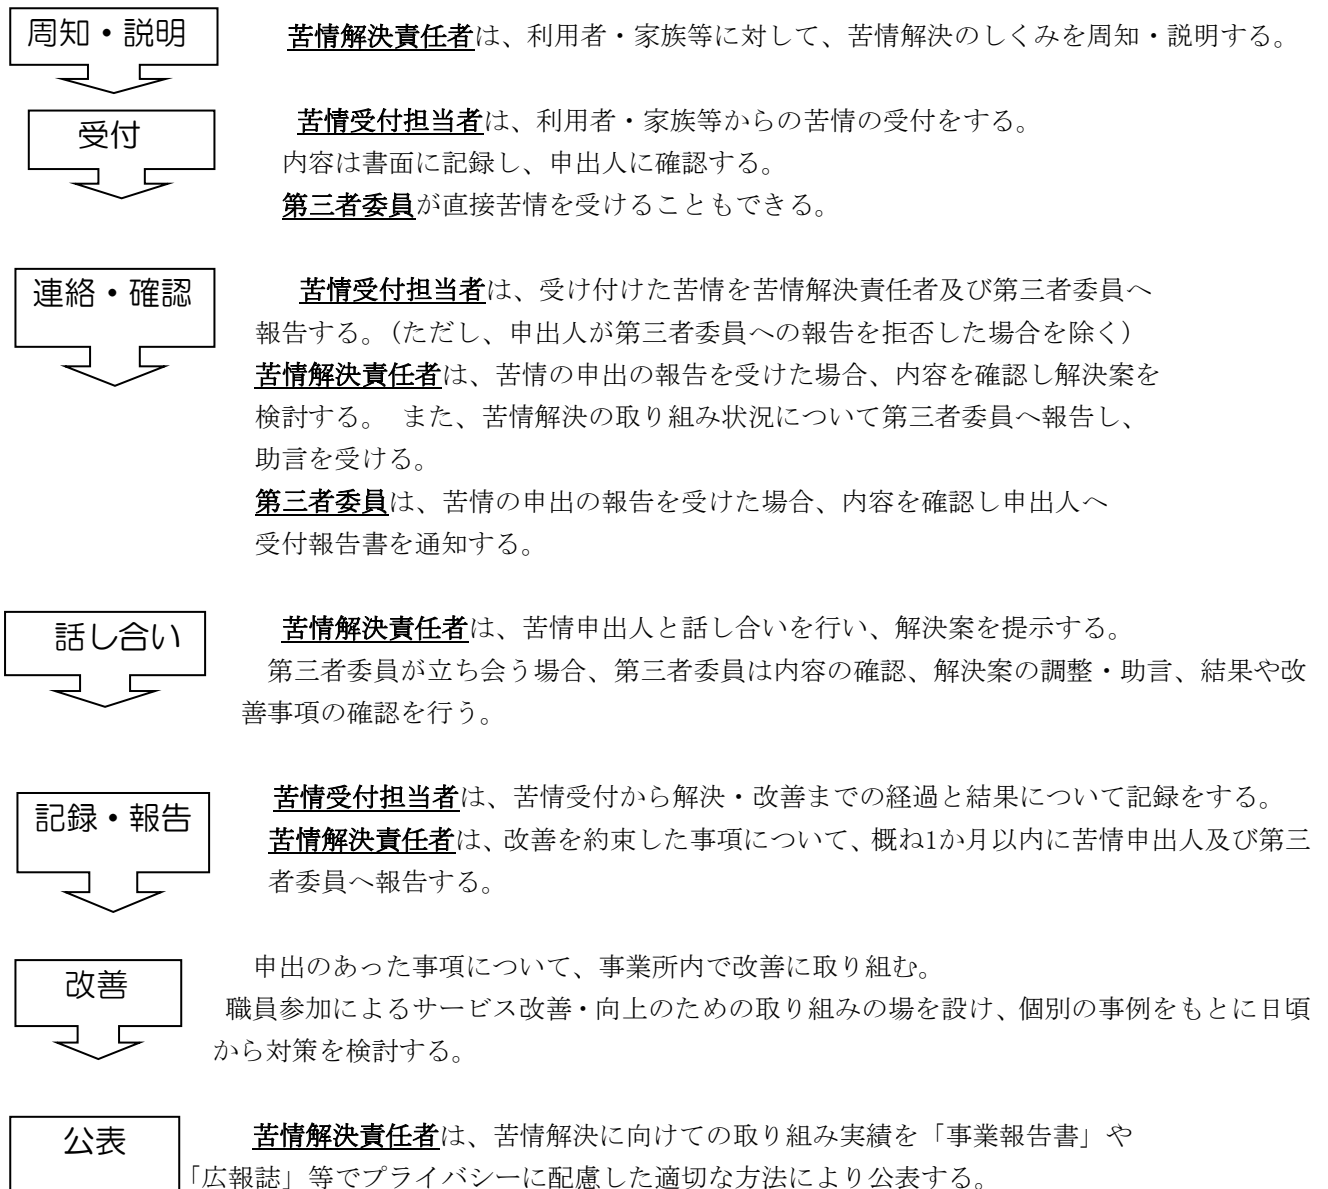 周知・説明
苦情解決責任者は、利用者・家族等に対して、苦情解決のしくみを周知・説明する。
受付
苦情受付担当者は、利用者・家族等からの苦情の受付をする。
内容は書面に記録し、申出人に確認する。
第三者委員が直接苦情を受けることもできる。
連絡・確認
苦情受付担当者は、受け付けた苦情を苦情解決責任者及び第三者委員へ
報告する。(ただし、申出人が第三者委員への報告を拒否した場合を除く)
苦情解決責任者は、苦情の申出の報告を受けた場合、内容を確認し解決案を
検討する。 また、苦情解決の取り組み状況について第三者委員へ報告し、
助言を受ける。
第三者委員は、苦情の申出の報告を受けた場合、内容を確認し申出人へ
受付報告書を通知する。
話し合い
苦情解決責任者は、苦情申出人と話し合いを行い、解決案を提示する。
第三者委員が立ち会う場合、第三者委員は内容の確認、解決案の調整・助言、結果や改
善事項の確認を行う。
記録・報告
苦情受付担当者は、苦情受付から解決・改善までの経過と結果について記録をする。
苦情解決責任者は、改善を約束した事項について、概ね1か月以内に苦情申出人及び第三
者委員へ報告する。
改善
申出のあった事項について、事業所内で改善に取り組む。
職員参加によるサービス改善・向上のための取り組みの場を設け、個別の事例をもとに日頃
から対策を検討する。
公表
苦情解決責任者は、苦情解決に向けての取り組み実績を「事業報告書」や
「広報誌」等でプライバシーに配慮した適切な方法により公表する。